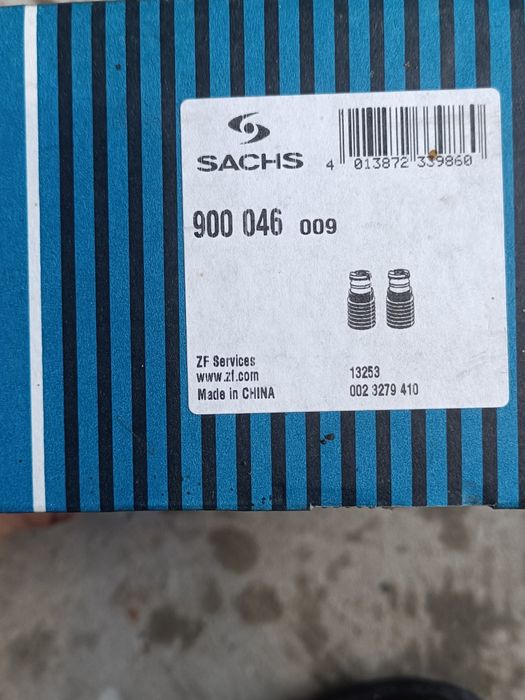 SACHS
4 013872 339860
900 046 009
ZF Services
www.zf.com
Made in CHINA
13253
002 3279 410